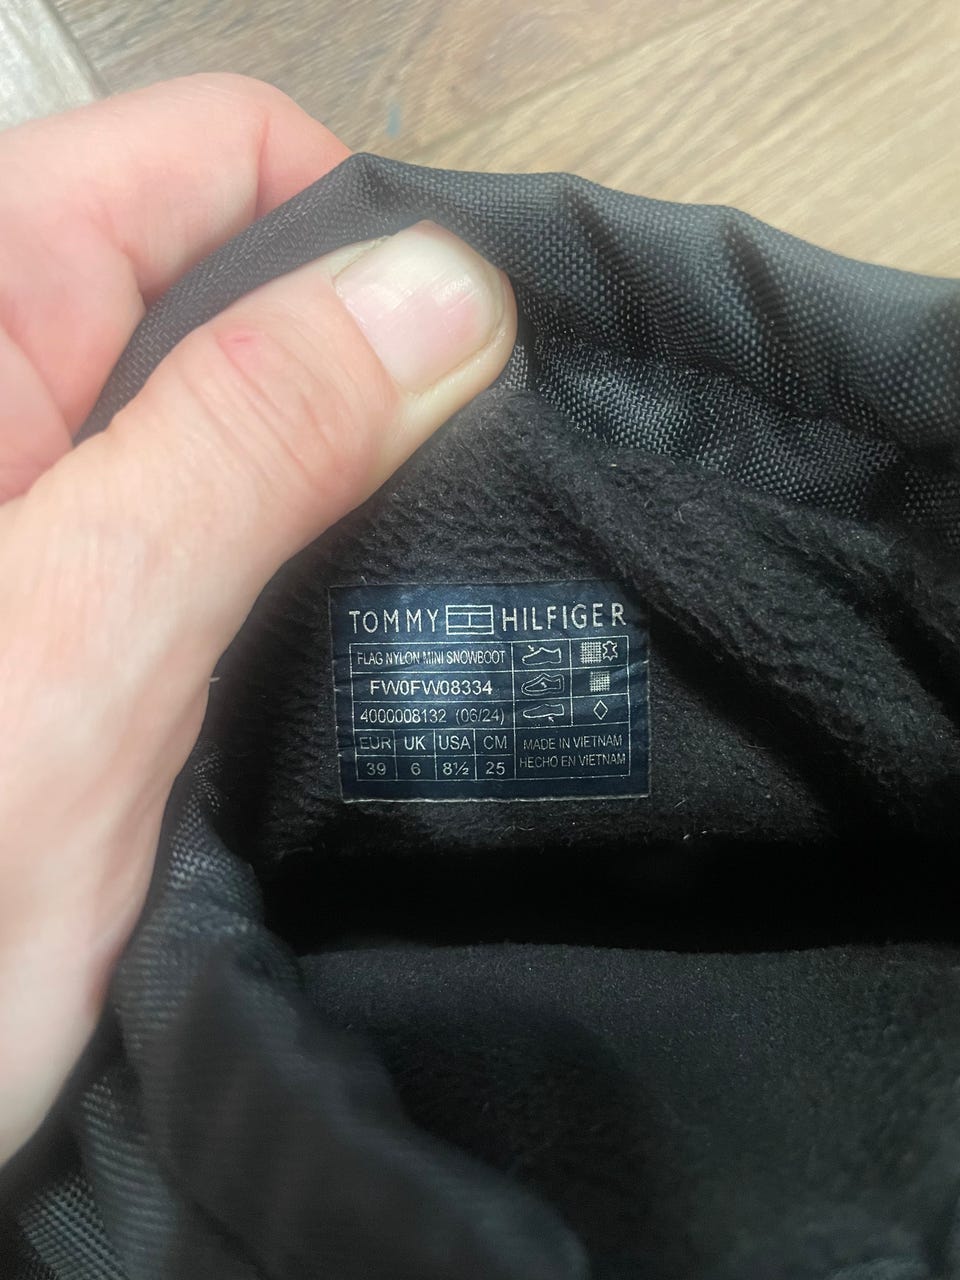 TOMMY HILFIGER
FLAG NYLON MINI SNOWBOOT
FW0FW08334
4000008132 (06/24)
EUR UK USA CM
39 6 8½ 25
MADE IN VIETNAM
HECHO EN VIETNAM